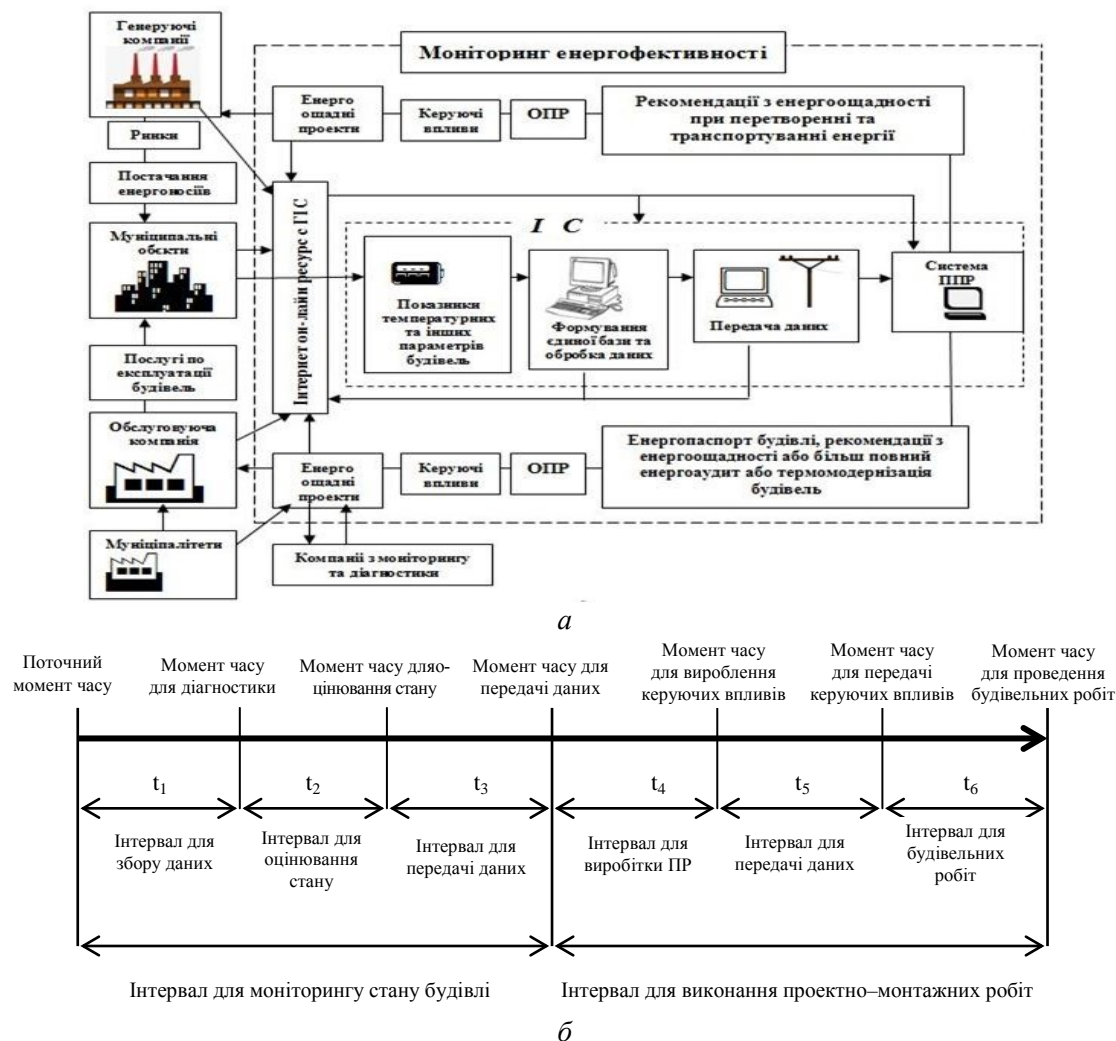 Генеруючі
компанії
Моніторинг енергофективності
Енерго
ощадні
проекти
Керуючі
впливи
ОПР
Рекомендації з енергоощадності
при перетворенні та
транспортуванні енергії
Ринки
Постачання
енергоносіїв
Муніципальні
обєкти
Послугі по
експлуатації
будівель
Обслуговуюча
компанія
Муніціпалітети
Інтернет он-лайн ресурс с ГІС
І С
Показники
температурних
та інших
параметрів
будівель
Формування
єдиної бази та
обробка даних
Передача даних
Система
ППР
Енерго
ощадні
проекти
Керуючі
впливи
ОПР
Енергопаспорт будівлі, рекомендації з
енергоощадності або більш повний
енергоаудит або термомодернізація
будівель
Компанії з моніторингу
та діагностики
а
Поточний
момент часу
Момент часу
для діагностики
Момент часу дляо-
цінювання стану
Момент часу для
передачі даних
Момент часу
для вироблення
керуючих впливів
Момент часу
для передачі
керуючих впливів
Момент часу
для проведення
будівельних робіт
t1
t2
t3
t4
t5
t6
Інтервал для
збору даних
Інтервал для
оцінювання
стану
Інтервал для
передачі даних
Інтервал для
виробітки ПР
Інтервал для
передачі даних
Інтервал для
будівельних
робіт
Інтервал для моніторингу стану будівлі
Інтервал для виконання проектно–монтажних робіт
б